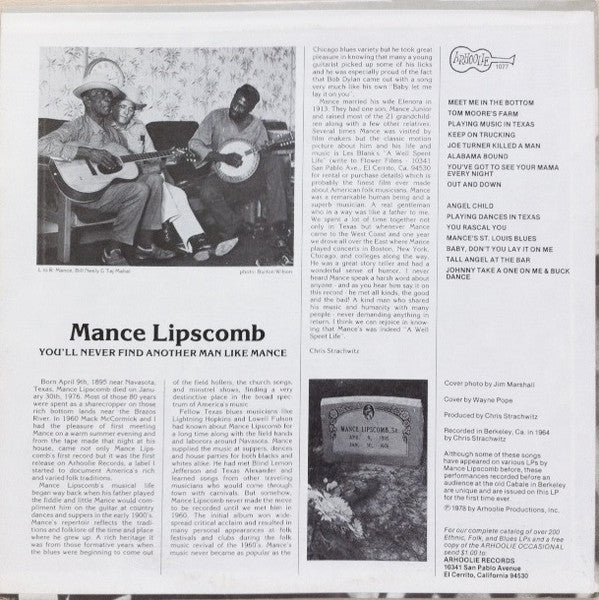 L to R: Mance, Bill Neely & Taj Mahal
photo: Burton Wilson
Mance Lipscomb
YOU'LL NEVER FIND ANOTHER MAN LIKE MANCE
Born April 9th, 1895 near Navasota,
Texas, Mance Lipscomb died on Janu-
ary 30th, 1976. Most of those 80 years
were spent as a sharecropper on those
rich bottom lands near the Brazos
River. In 1960 Mack McCormick and I
had the pleasure of first meeting
Mance on a warm summer evening and
from the tape made that night at his
house, came not only Mance Lips-
comb's first record but it was the first
release on Arhoolie Records, a label I
started to document America's rich
and varied folk traditions.
Mance Lipscomb's musical life
began way back when his father played
the fiddle and little Mance would com-
pliment him on the guitar at country
dances and suppers in the early 1900's.
Mance's repertoir reflects the tradi-
tions and folklore of the time and place
where he grew up. A rich heritage it
was from those formative years when
the blues were beginning to come out
of the field hollers, the church songs,
and minstrel shows, finding a very
distinctive place in the broad spec-
trum of America's music.
Fellow Texas blues musicians like
Lightning Hopkins and Lowell Fulson
had known about Mance Lipscomb for
a long time along with the field hands
and laborers around Navasota. Mance
supplied the music at suppers, dances
and house parties for both blacks and
whites alike. He had met Blind Lemon
Jefferson and Texas Alexander and
learned songs from other traveling
musicians who would come through
town with carnivals. But somehow,
Mance Lipscomb never made the move
to be recorded until we met him in
1960. The initial album won wide-
spread critical acclaim and resulted in
many personal appearances at folk
festivals and clubs during the folk
music revival of the 1960's. Mance's
music never became as popular as the
Chicago blues variety but he took great
pleasure in knowing that many a young
guitarist picked up some of his licks
and he was especially proud of the fact
that Bob Dylan came out with a song
very much like his own "Baby let me
lay it on you".
Mance married his wife Elenora in
1913. They had one son, Mance Junior
and raised most of the 21 grandchild-
ren along with a few other relatives.
Several times Mance was visited by
film makers but the classic motion
picture about him and his life and
music is Les Blank's "A Well Spent
Life" (write to Flower Films - 10341
San Pablo Ave., El Cerrito, Ca. 94530
for rental or purchase details) which is
probably the finest film ever made
about American folk musicians. Mance
was a remarkable human being and a
superb musician. A real gentleman
who in a way was like a father to me.
We spent a lot of time together not
only in Texas but whenever Mance
came to the West Coast and one year
we drove all over the East where Mance
played concerts in Boston, New York,
Chicago, and colleges along the way.
He was a great story teller and had a
wonderful sense of humor. I never
heard Mance speak a harsh word about
anyone - and as you hear him say, it on
this record - he met all kinds, the good
and the bad! A kind man who shared
his music and humanity with many
people - never demanding anything in
return. I think we can rejoice in know-
ing that Mance's was indeed "A Well
Spent Life".
Chris Strachwitz
MANCE LIPSCOMB SR.
APR. 9, 1895
JAN. 30, 1976
ARHOOLIE
1077
MEET ME IN THE BOTTOM
TOM MOORE'S FARM
PLAYING MUSIC IN TEXAS
KEEP ON TRUCKING
JOE TURNER KILLED A MAN
ALABAMA BOUND
YOU'VE GOT TO SEE YOUR MAMA
EVERY NIGHT
OUT AND DOWN
ANGEL CHILD
PLAYING DANCES IN TEXAS
YOU RASCAL YOU
MANCE'S ST. LOUIS BLUES
BABY, DON'T YOU LAY IT ON ME
TALL ANGEL AT THE BAR
JOHNNY TAKE A ONE ON ME & BUCK
DANCE
Cover photo by Jim Marshall
Cover by Wayne Pope
Produced by Chris Strachwitz
Recorded in Berkeley, Ca. in 1964
by Chris Strachwitz
Although some of these songs
have appeared on various LPs by
Mance Lipscomb before, these
performances recorded before an
audience at the old Cabale in Berkeley
are unique and are issued on this LP
for the first time ever.
℗ 1978 by Arhoolie Productions, Inc.
For our complete catalog of over 200
Ethnic, Folk, and Blues LPs and a free
copy of the ARHOOLIE OCCASIONAL
send $1.00 to:
ARHOOLIE RECORDS
10341 San Pablo Avenue
El Cerrito, California 94530